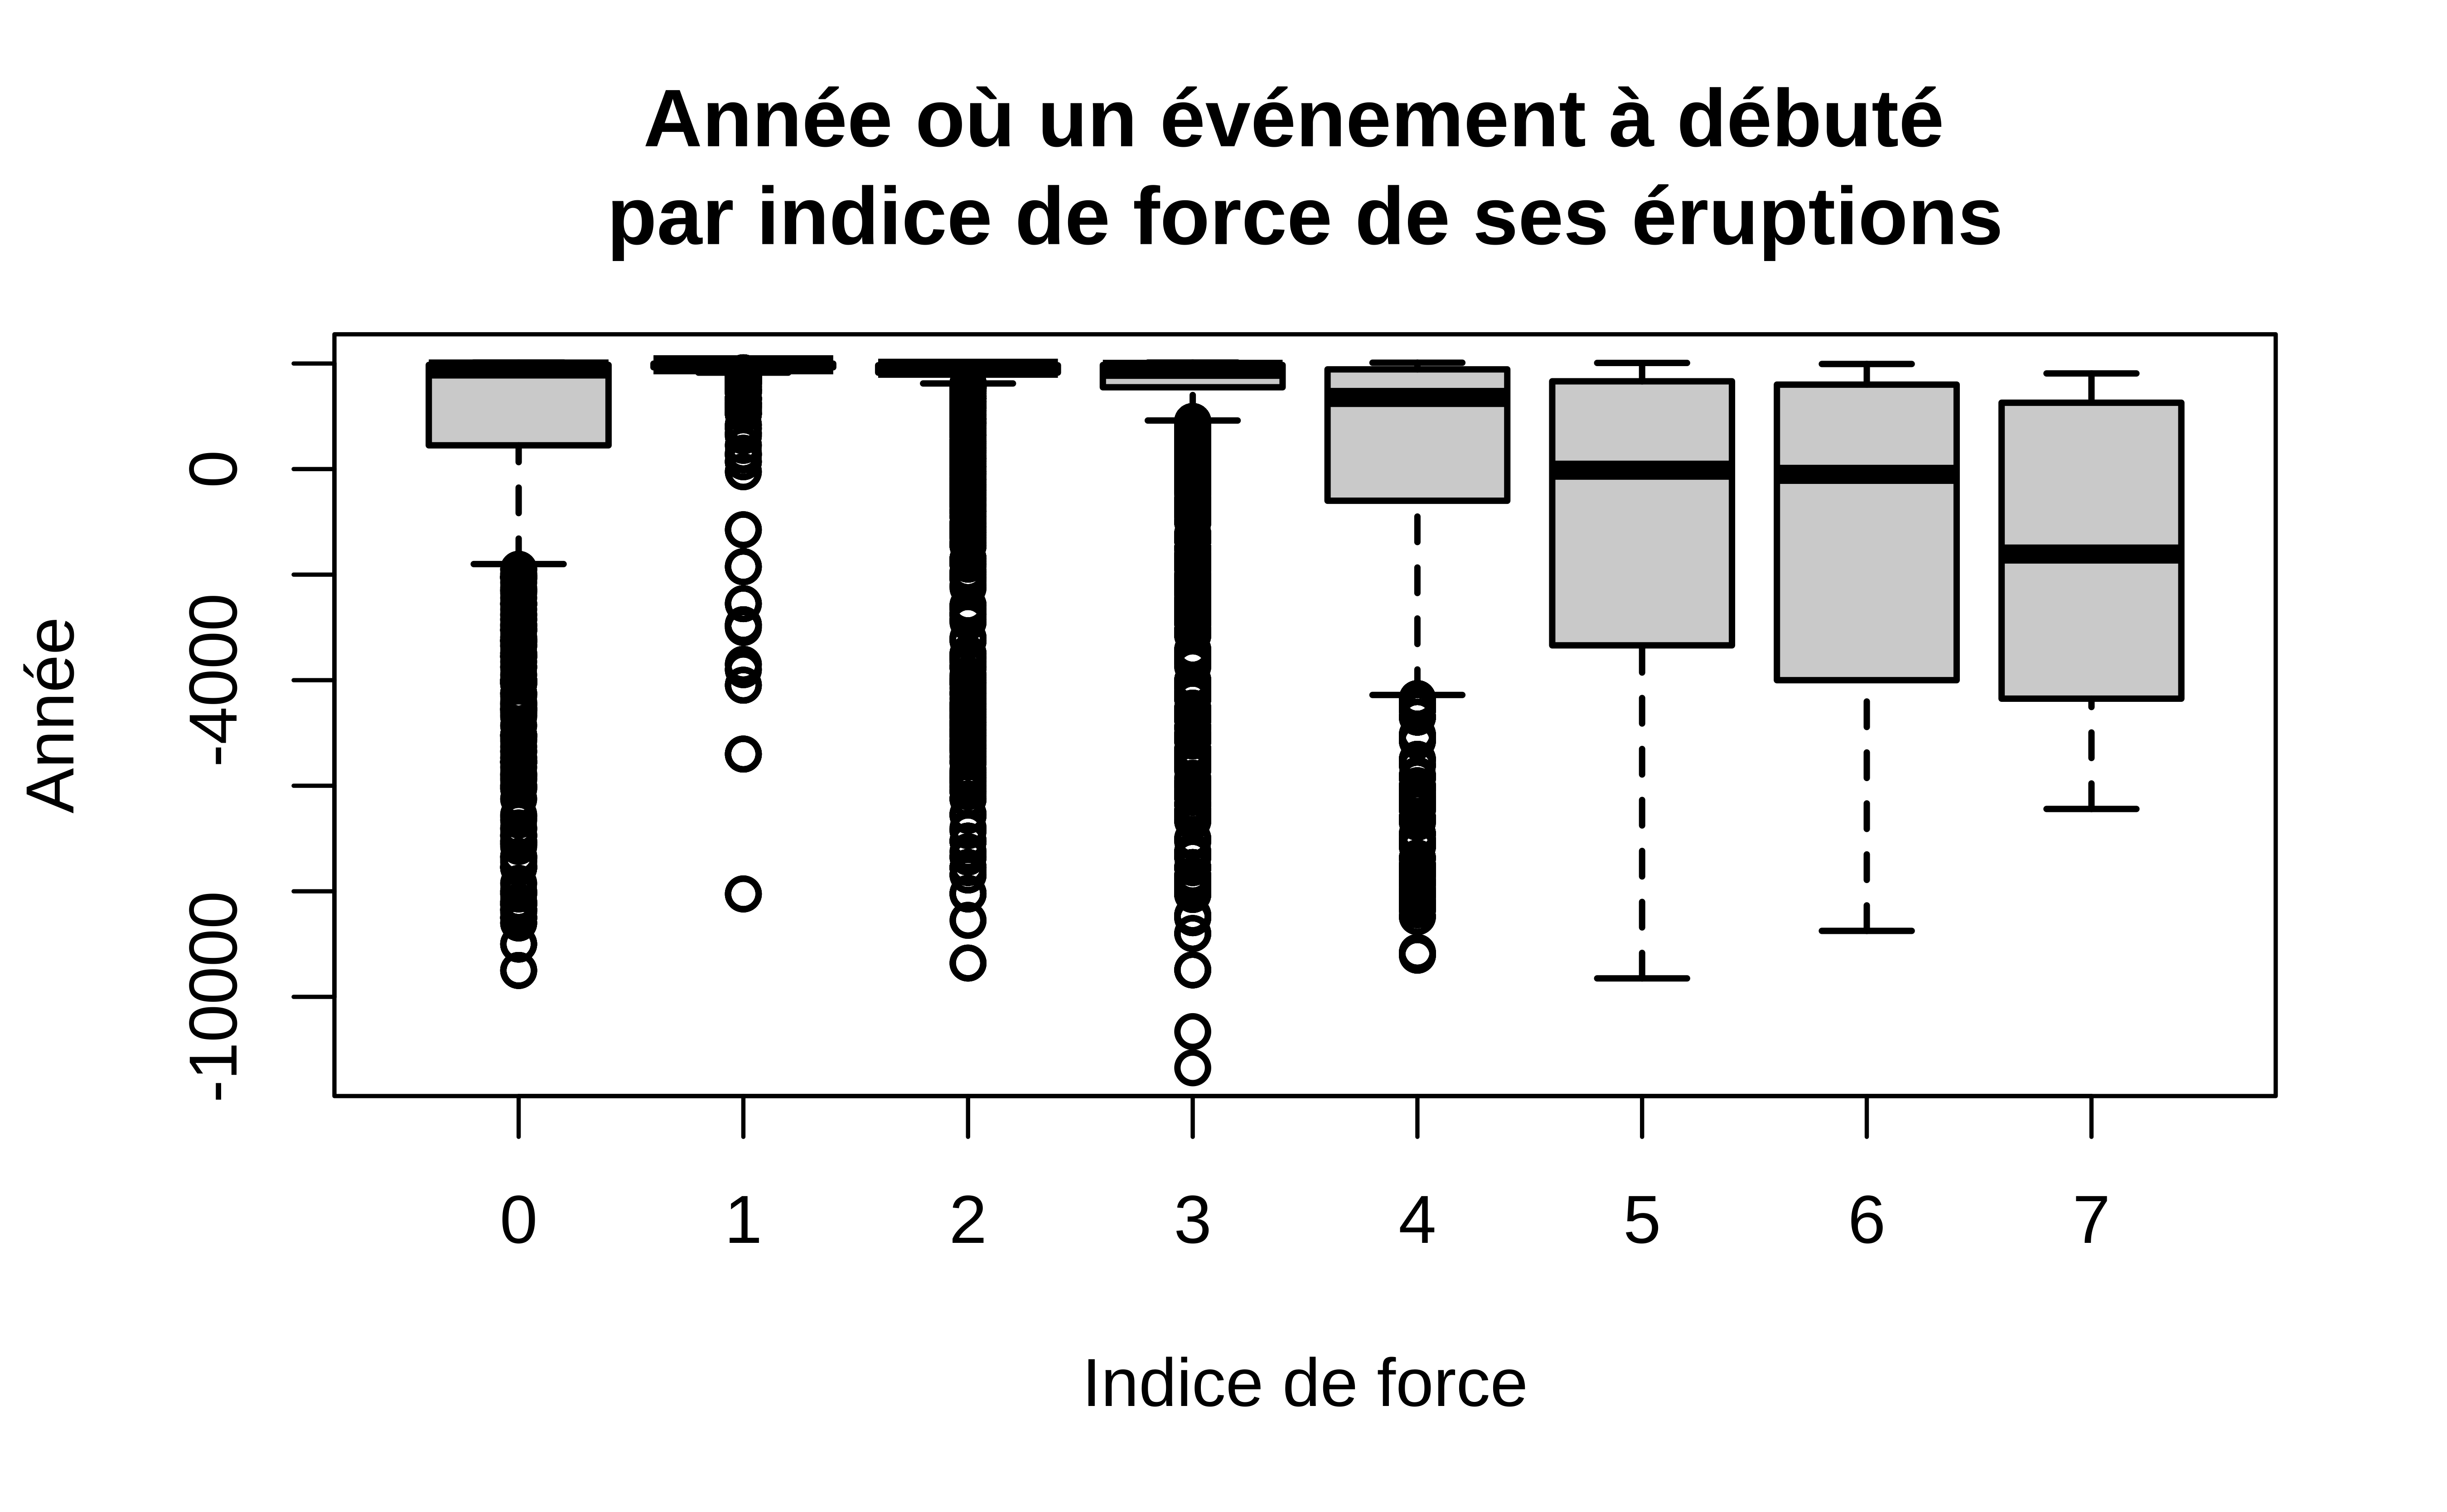 Année où un événement à débuté
par indice de force de ses éruptions
Année
0
-4000
-10000
0 1 2 3 4 5 6 7
Indice de force